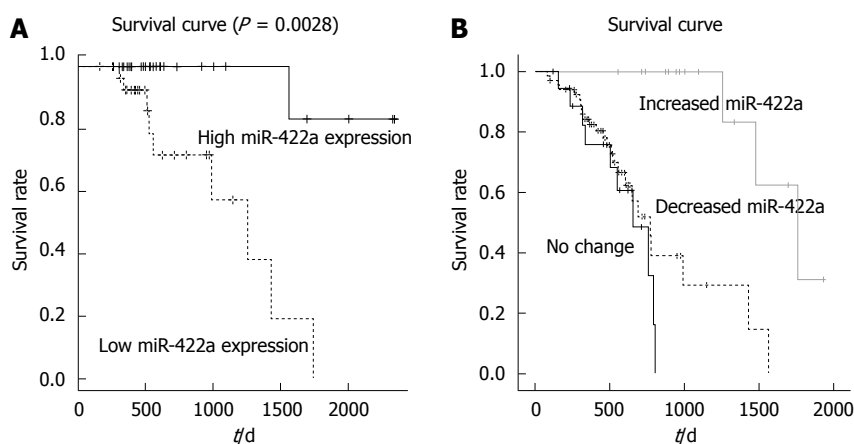 A
Survival curve (P = 0.0028)
Survival rate
1.0
0.8
0.6
0.4
0.2
0.0
High miR-422a expression
Low miR-422a expression
0
500
1000
1500
2000
t/d
B
Survival curve
Survival rate
1.0
0.8
0.6
0.4
0.2
0.0
Increased miR-422a
Decreased miR-422a
No change
0
500
1000
1500
2000
t/d